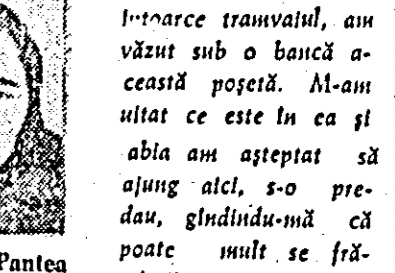 întoarce tramvaiul, am
văzut sub o bancă a-
ceastă poșetă. M-am
uitat ce este în ea și
abia am așteptat să
ajung aici, s-o pre-
dau, gîndindu-mă că
poate mult se fră-
Pantea